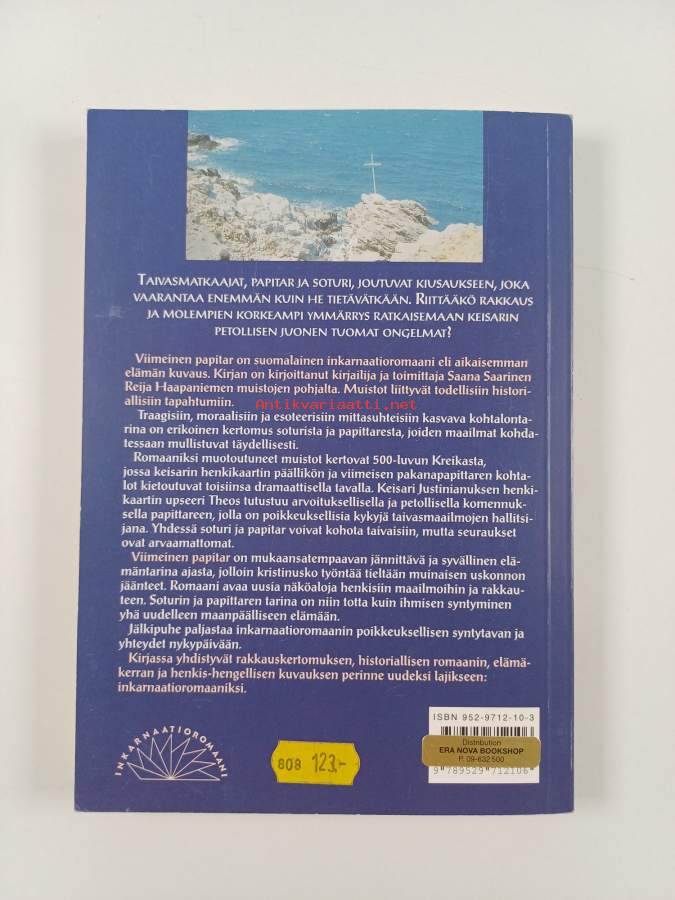 TAIVASMATKAAJAT, PAPITAR JA SOTURI, JOUTUVAT KIUSAUKSEEN, JOKA
VAARANTAA ENEMMÄN KUIN HE TIETÄVÄTKÄÄN. RIITTÄÄKÖ RAKKAUS
JA MOLEMPIEN KORKEAMPI YMMÄRRYS RATKAISEMAAN KEISARIN
PETOLLISEN JUONEN TUOMAT ONGELMAT?
Viimeinen papitar on suomalainen inkarnaatioromaani eli aikaisemman
elämän kuvaus. Kirjan on kirjoittanut kirjailija ja toimittaja Saana Saarinen
Reija Haapaniemen muistojen pohjalta. Muistot liittyvät todellisiin histori-
allisiin tapahtumiin.
Antikvariaatti.net
Traagisiin, moraalisiin ja esoteerisiin mittasuhteisiin kasvava kohtalonta-
rina on erikoinen kertomus soturista ja papittaresta, joiden maailmat kohda-
tessaan mullistuvat täydellisesti.
Romaaniksi muotoutuneet muistot kertovat 500-luvun Kreikasta,
jossa keisarin henkikaartin päällikön ja viimeisen pakanapapittaren kohta-
lot kietoutuvat toisiinsa dramaattisella tavalla. Keisari Justinianuksen henki-
kaartin upseeri Theos tutustuu arvoituksellisella ja petollisella komennuk-
sella papittareen, jolla on poikkeuksellisia kykyjä taivasmaailmojen hallitsi-
jana. Yhdessä soturi ja papitar voivat kohota taivaisiin, mutta seuraukset
ovat arvaamattomat.
Viimeinen papitar on mukaansatempaavan jännittävä ja syvällinen elä-
mäntarina ajasta, jolloin kristinusko työntää tieltään muinaisen uskonnon
jäänteet. Romaani avaa uusia näköaloja henkisiin maailmoihin ja rakkau-
teen. Soturin ja papittaren tarina on niin totta kuin ihmisen syntyminen
yhä uudelleen maanpäälliseen elämään.
Jälkipuhe paljastaa inkarnaatioromaanin poikkeuksellisen syntytavan ja
yhteydet nykypäivään.
Kirjassa yhdistyvät rakkauskertomuksen, historiallisen romaanin, elämä-
kerran ja henkis-hengellisen kuvauksen perinne uudeksi lajikseen:
inkarnaatioromaaniksi.
INKARNAATIOROMAANI
808 123,-
ISBN 952-9712-10-3
Distribution
ERA NOVA BOOKSHOP
P. 09-632500
9 789529 712106